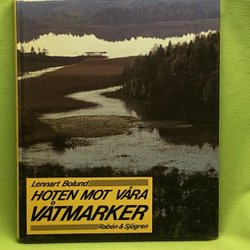 Lennart Bolund
HOTEN MOT VÅRA
VÅTMARKER
Rabén & Sjögren